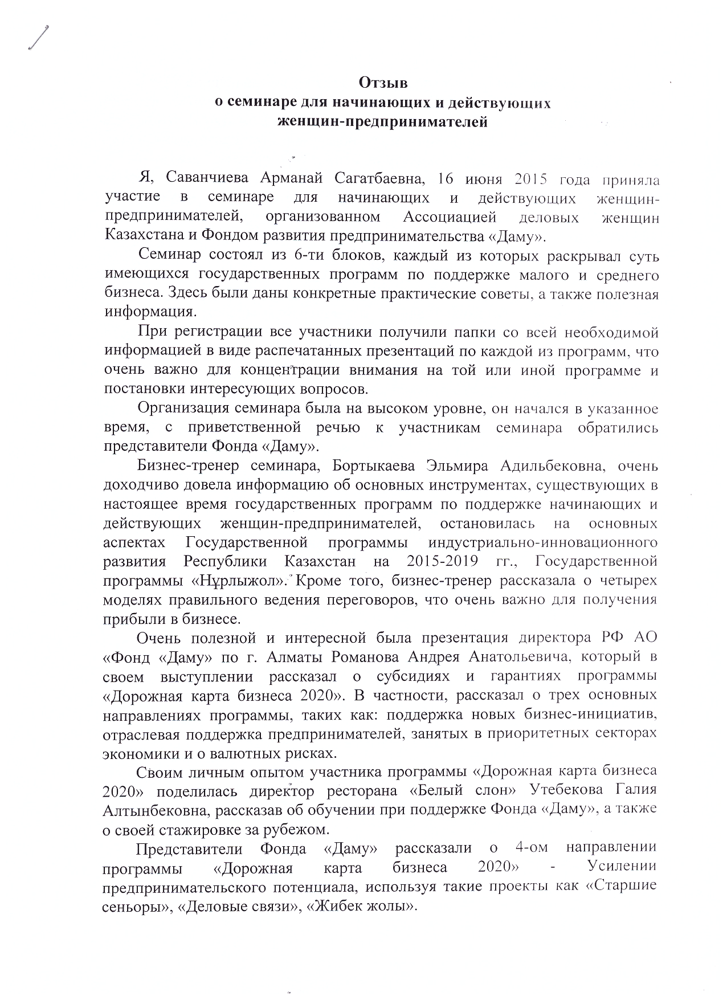 Отзыв
о семинаре для начинающих и действующих
женщин-предпринимателей
Я, Саванчиева Арманай Сагатбаевна, 16 июня 2015 года приняла
участие в семинаре для начинающих и действующих женщин-
предпринимателей, организованном Ассоциацией деловых женщин
Казахстана и Фондом развития предпринимательства «Даму».
Семинар состоял из 6-ти блоков, каждый из которых раскрывал суть
имеющихся государственных программ по поддержке малого и среднего
бизнеса. Здесь были даны конкретные практические советы, а также полезная
информация.
При регистрации все участники получили папки со всей необходимой
информацией в виде распечатанных презентаций по каждой из программ, что
очень важно для концентрации внимания на той или иной программе и
постановки интересующих вопросов.
Организация семинара была на высоком уровне, он начался в указанное
время, с приветственной речью к участникам семинара обратились
представители Фонда «Даму».
Бизнес-тренер семинара, Бортыкаева Эльмира Адильбековна, очень
доходчиво довела информацию об основных инструментах, существующих в
настоящее время государственных программ по поддержке начинающих и
действующих женщин-предпринимателей, остановилась на основных
аспектах Государственной программы индустриально-инновационного
развития Республики Казахстан на 2015-2019 гг., Государственной
программы «Нұрлыжол». Кроме того, бизнес-тренер рассказала о четырех
моделях правильного ведения переговоров, что очень важно для получения
прибыли в бизнесе.
Очень полезной и интересной была презентация директора РФ АО
«Фонд «Даму» по г. Алматы Романова Андрея Анатольевича, который в
своем выступлении рассказал о субсидиях и гарантиях программы
«Дорожная карта бизнеса 2020». В частности, рассказал о трех основных
направлениях программы, таких как: поддержка новых бизнес-инициатив,
отраслевая поддержка предпринимателей, занятых в приоритетных секторах
экономики и о валютных рисках.
Своим личным опытом участника программы «Дорожная карта бизнеса
2020» поделилась директор ресторана «Белый слон» Утебекова Галия
Алтынбековна, рассказав об обучении при поддержке Фонда «Даму», а также
о своей стажировке за рубежом.
Представители Фонда «Даму» рассказали о 4-ом направлении
программы «Дорожная карта бизнеса 2020» - Усилении
предпринимательского потенциала, используя такие проекты как «Старшие
сеньоры», «Деловые связи», «Жибек жолы».